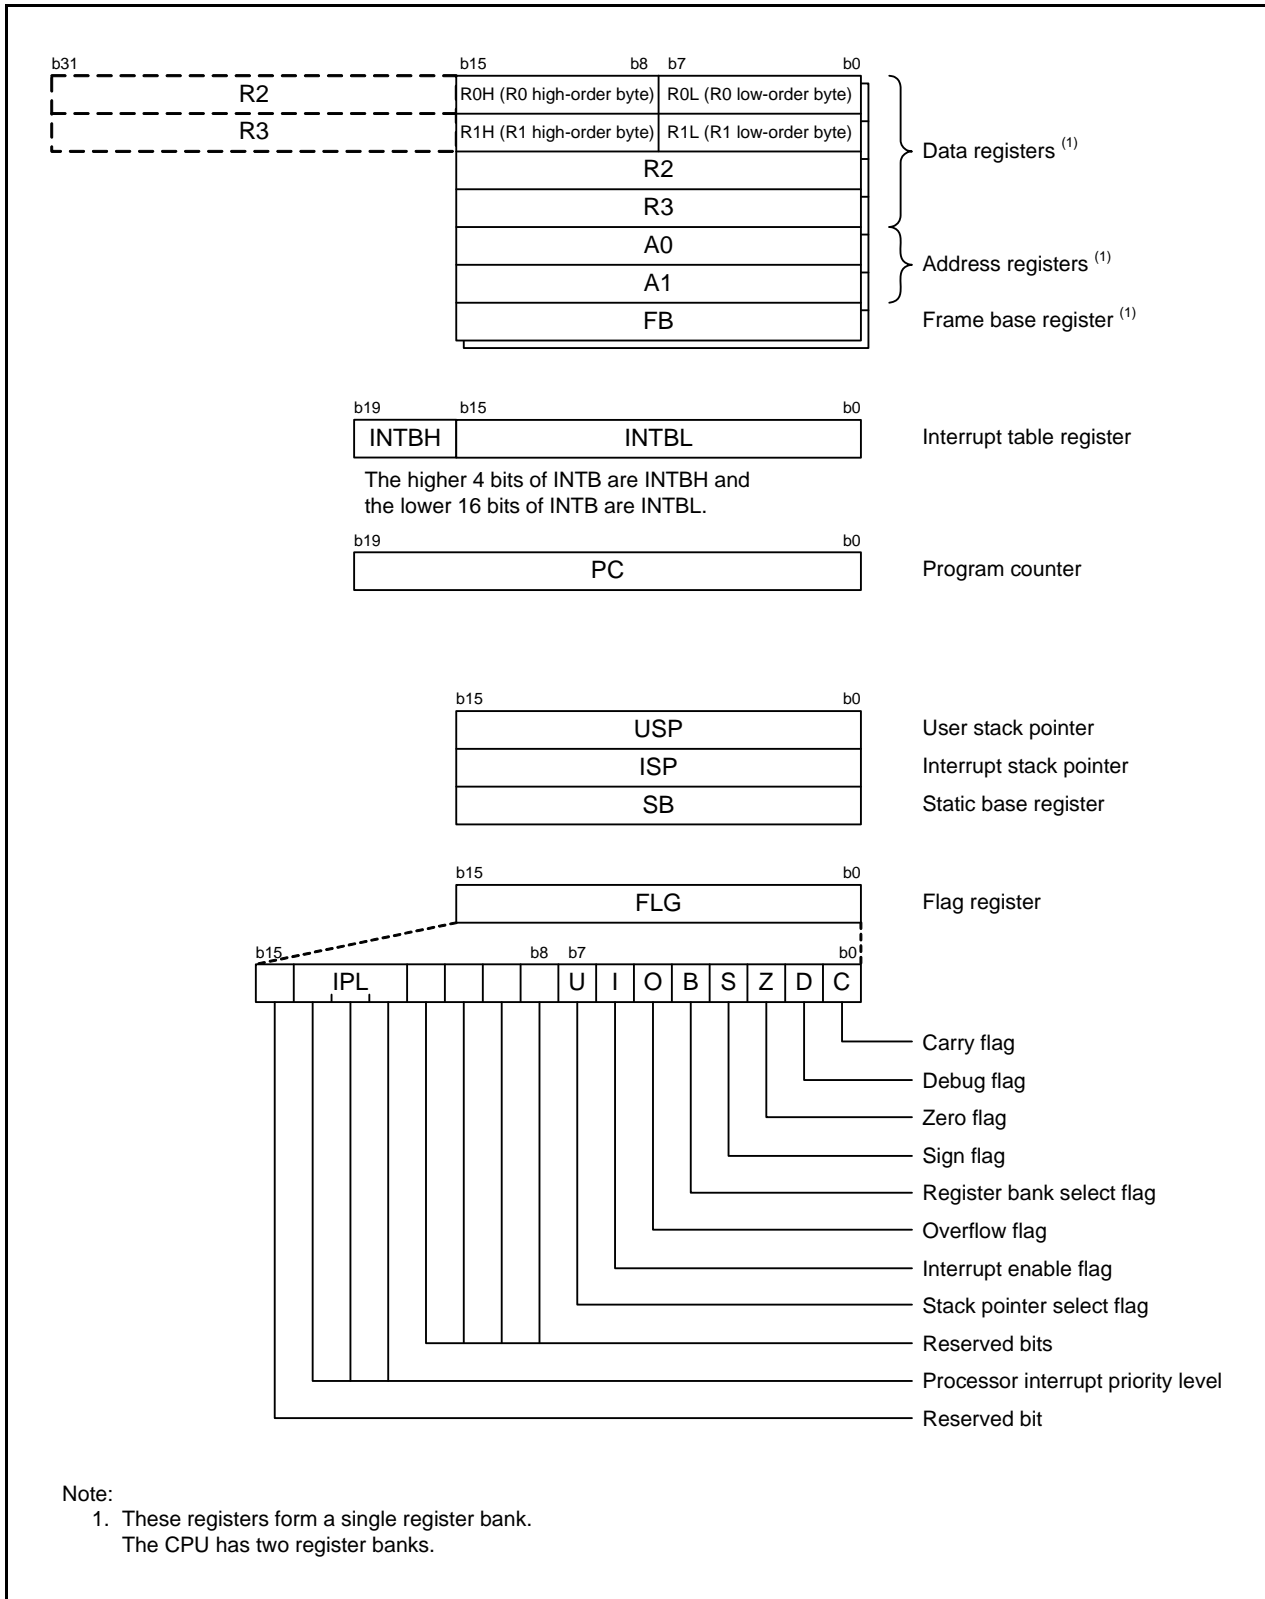 b31 b15 b8 b7 b0
R2 R0H (R0 high-order byte) R0L (R0 low-order byte)
R3 R1H (R1 high-order byte) R1L (R1 low-order byte)
Data registers (1)
R2
R3
A0
Address registers (1)
A1
FB Frame base register (1)
b19 b15 b0
INTBH INTBL Interrupt table register
The higher 4 bits of INTB are INTBH and
the lower 16 bits of INTB are INTBL.
b19 b0
PC Program counter
b15 b0
USP User stack pointer
ISP Interrupt stack pointer
SB Static base register
b15 b0
FLG Flag register
b15 b8 b7 b0
IPL U I O B S Z D C
Carry flag
Debug flag
Zero flag
Sign flag
Register bank select flag
Overflow flag
Interrupt enable flag
Stack pointer select flag
Reserved bits
Processor interrupt priority level
Reserved bit
Note:
1. These registers form a single register bank.
The CPU has two register banks.